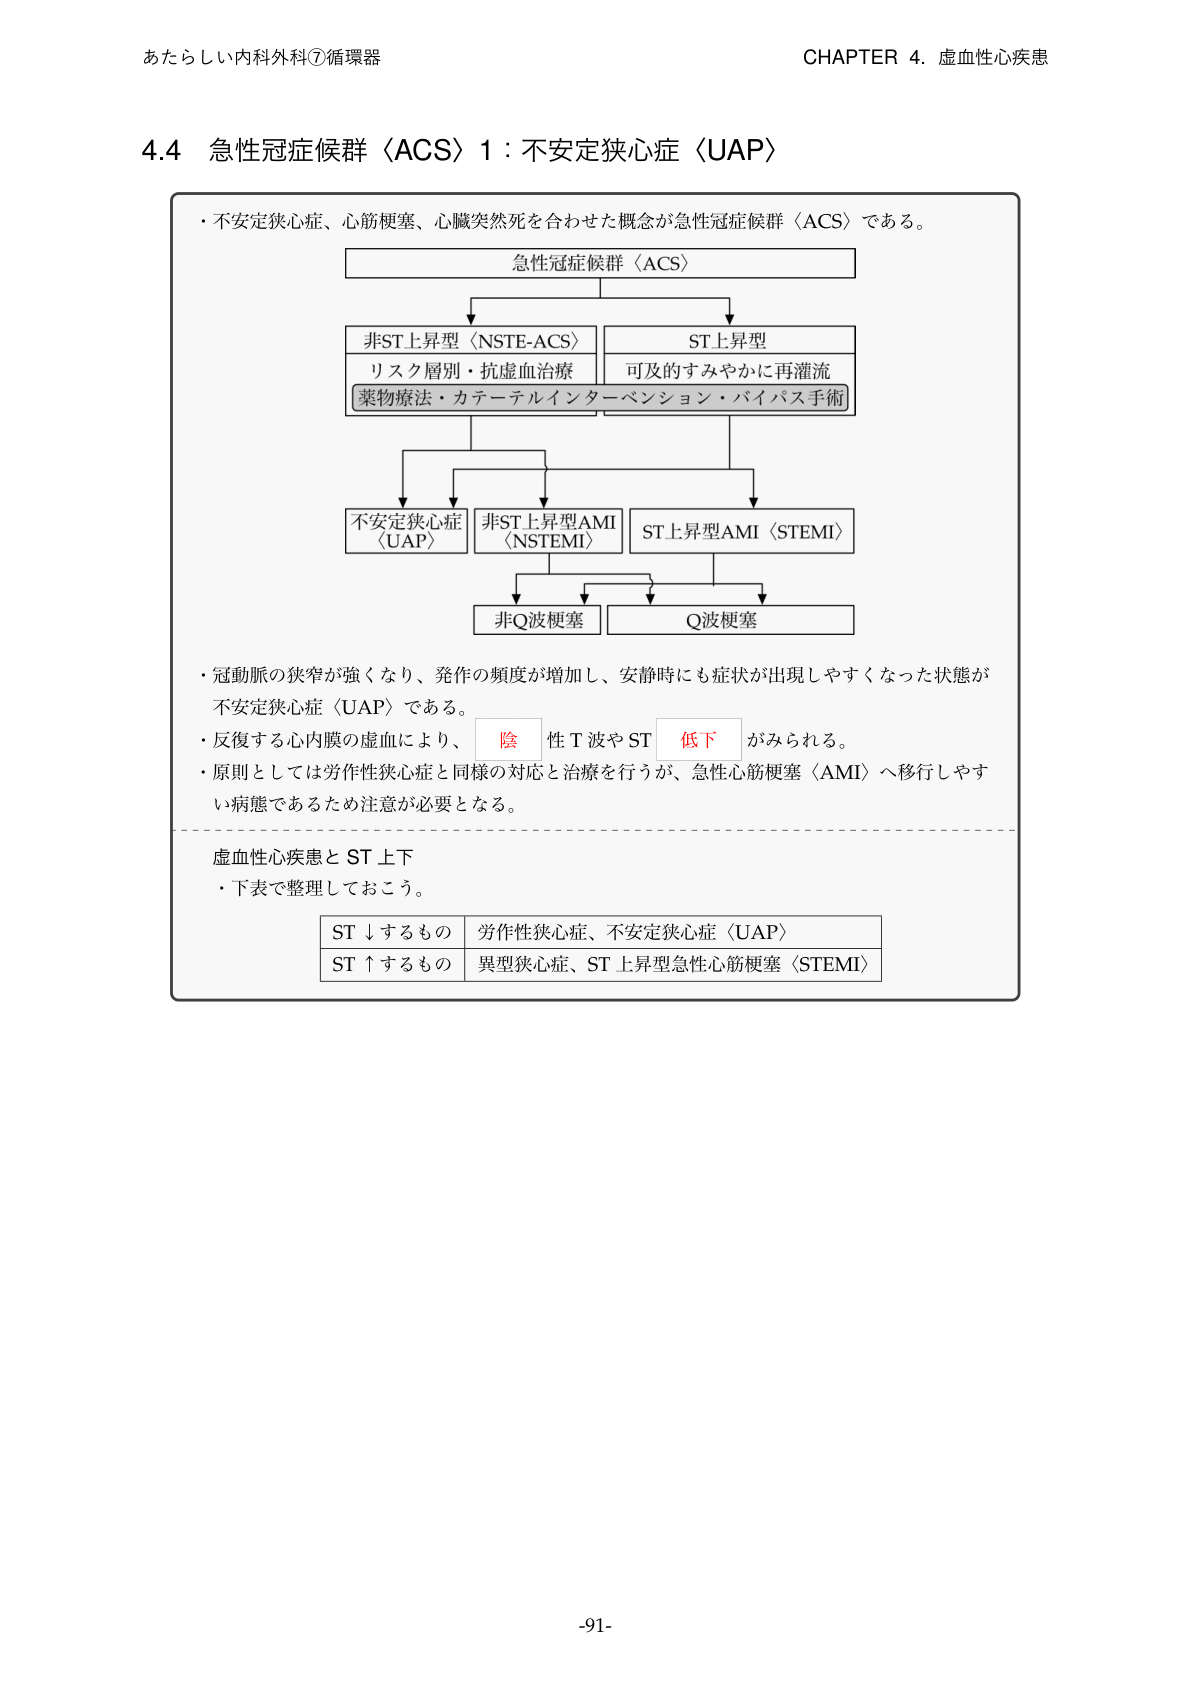 あたらしい内科外科⑦循環器
CHAPTER 4. 虚血性心疾患
4.4 急性冠症候群〈ACS〉1：不安定狭心症〈UAP〉
・不安定狭心症、心筋梗塞、心臓突然死を合わせた概念が急性冠症候群〈ACS〉である。
急性冠症候群〈ACS〉
非ST上昇型〈NSTE-ACS〉
ST上昇型
リスク層別・抗虚血治療
可及的すみやかに再灌流
薬物療法・カテーテルインターベンション・バイパス手術
不安定狭心症
〈UAP〉
非ST上昇型AMI
〈NSTEMI〉
ST上昇型AMI〈STEMI〉
非Q波梗塞
Q波梗塞
・冠動脈の狭窄が強くなり、発作の頻度が増加し、安静時にも症状が出現しやすくなった状態が
不安定狭心症〈UAP〉である。
・反復する心内膜の虚血により、 陰 性 T 波や ST 低下 がみられる。
・原則としては労作性狭心症と同様の対応と治療を行うが、急性心筋梗塞〈AMI〉へ移行しやす
い病態であるため注意が必要となる。
虚血性心疾患と ST 上下
・下表で整理しておこう。
ST ↓するもの 労作性狭心症、不安定狭心症〈UAP〉
ST ↑するもの 異型狭心症、ST 上昇型急性心筋梗塞〈STEMI〉
-91-